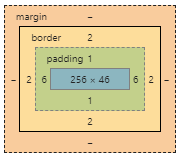 margin –
border 2
padding 1
– 2 6 256 × 46 6 2 –
1
2
–